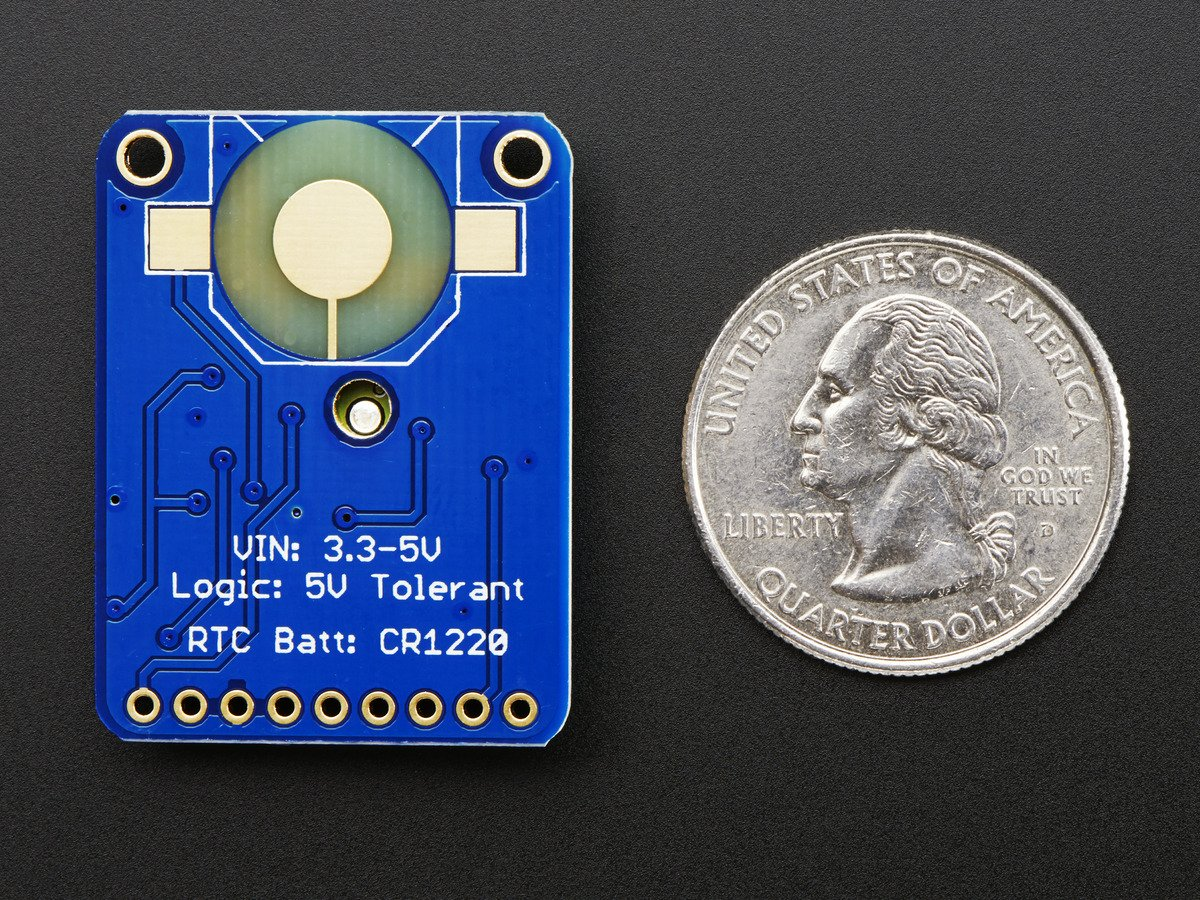 VIN: 3.3-5V
Logic: 5V Tolerant
RTC Batt: CR1220
UNITED STATES OF AMERICA
LIBERTY
IN
GOD WE
TRUST
D
QUARTER DOLLAR